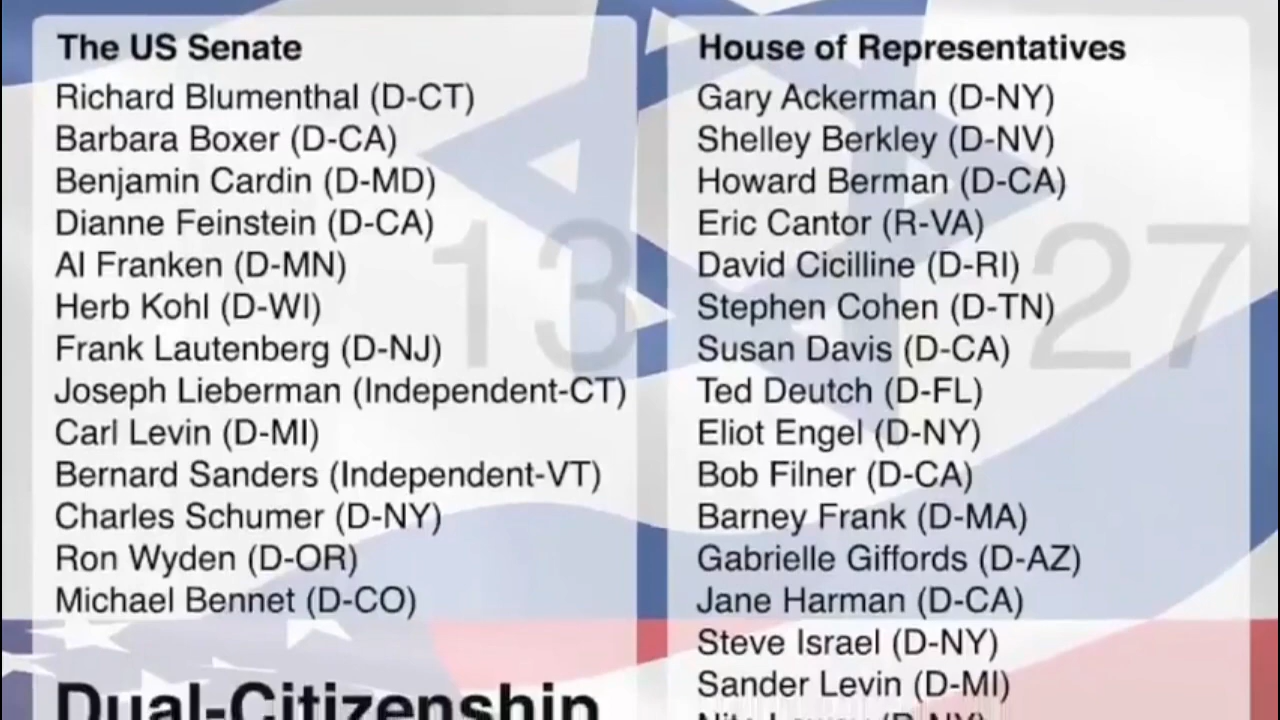 The US Senate
Richard Blumenthal (D-CT)
Barbara Boxer (D-CA)
Benjamin Cardin (D-MD)
Dianne Feinstein (D-CA)
Al Franken (D-MN)
Herb Kohl (D-WI)
Frank Lautenberg (D-NJ)
Joseph Lieberman (Independent-CT)
Carl Levin (D-MI)
Bernard Sanders (Independent-VT)
Charles Schumer (D-NY)
Ron Wyden (D-OR)
Michael Bennet (D-CO)
13
Dual-Citizenship
House of Representatives
Gary Ackerman (D-NY)
Shelley Berkley (D-NV)
Howard Berman (D-CA)
Eric Cantor (R-VA)
David Cicilline (D-RI)
Stephen Cohen (D-TN)
Susan Davis (D-CA)
Ted Deutch (D-FL)
Eliot Engel (D-NY)
Bob Filner (D-CA)
Barney Frank (D-MA)
Gabrielle Giffords (D-AZ)
Jane Harman (D-CA)
Steve Israel (D-NY)
Sander Levin (D-MI)
27